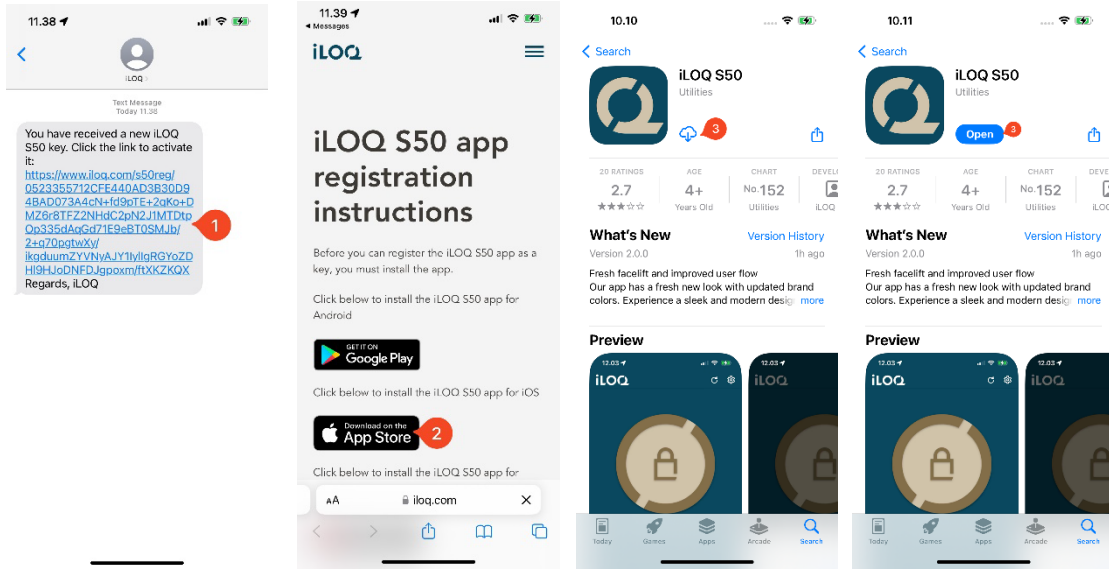 11.38
iLOQ
Text Message
Today 11.38
You have received a new iLOQ
S50 key. Click the link to activate
it:
https://www.iloq.com/s50reg/
0523355712CFE440AD3B30D9
4BAD073A4cN+fd9pTE+2qKo+D
MZ6r8TFZ2NHdC2pN2J1MTDtp
Op335dAqGd71E9eBT0SMJb/
2+q70pgtwXy/
Regards, iLOQ
1
11.39
Messages
iLOQ
iLOQ S50 app
registration
instructions
Before you can register the iLOQ S50 app as a
key, you must install the app.
Click below to install the iLOQ S50 app for
Android
GET IT ON
Google Play
Click below to install the iLOQ S50 app for iOS
Download on the
App Store
2
Click below to install the iLOQ S50 app for
AA
iloq.com
10.10
Search
iLOQ S50
Utilities
3
20 RATINGS
AGE
CHART
DEVEL
2.7
4+
No.152
Years Old
Utilities
iLOQ
What's New
Version History
Version 2.0.0
1h ago
Fresh facelift and improved user flow
Our app has a fresh new look with updated brand
colors. Experience a sleek and modern desig more
Preview
12.03
12.03
iLOQ
iLOQ
Today
Games
Apps
Arcade
Search
10.11
Search
iLOQ S50
Utilities
Open
3
20 RATINGS
AGE
CHART
DEVE
2.7
4+
No.152
Years Old
Utilities
iLO
What's New
Version History
Version 2.0.0
1h ago
Fresh facelift and improved user flow
Our app has a fresh new look with updated brand
colors. Experience a sleek and modern desig more
Preview
12.03
12.03
iLOQ
iLOQ
Today
Games
Apps
Arcade
Search